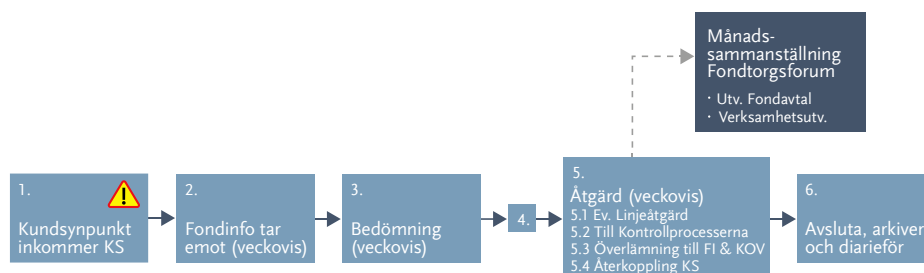 Månads-
sammanställning
Fondtorgsforum
· Utv. Fondavtal
· Verksamhetsutv.
1.
Kundsynpunkt
inkommer KS
2.
Fondinfo tar
emot (veckovis)
3.
Bedömning
(veckovis)
4.
5.
Åtgärd (veckovis)
5.1 Ev. Linjeåtgärd
5.2 Till Kontrollprocesserna
5.3 Överlämning till FI & KOV
5.4 Återkoppling KS
6.
Avsluta, arkiver
och diarieför